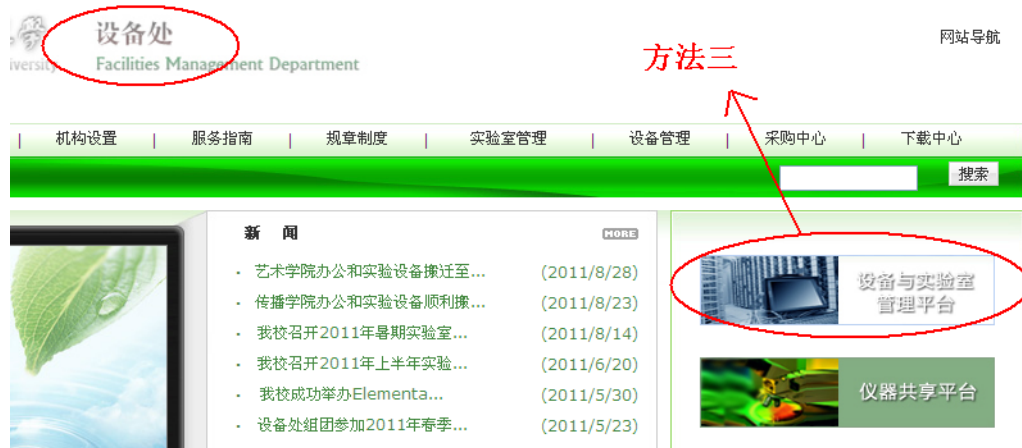 设备处
Facilities Management Department
网站导航
方法三
| 机构设置 | 服务指南 | 规章制度 | 实验室管理 | 设备管理 | 采购中心 | 下载中心
搜索
新 闻 MORE
· 艺术学院办公和实验设备搬迁至... (2011/8/28)
· 传播学院办公和实验设备顺利搬... (2011/8/23)
· 我校召开2011年暑期实验室... (2011/8/14)
· 我校召开2011年上半年实验... (2011/6/20)
· 我校成功举办Elementa... (2011/5/30)
· 设备处组团参加2011年春季... (2011/5/23)
设备与实验室
管理平台
仪器共享平台